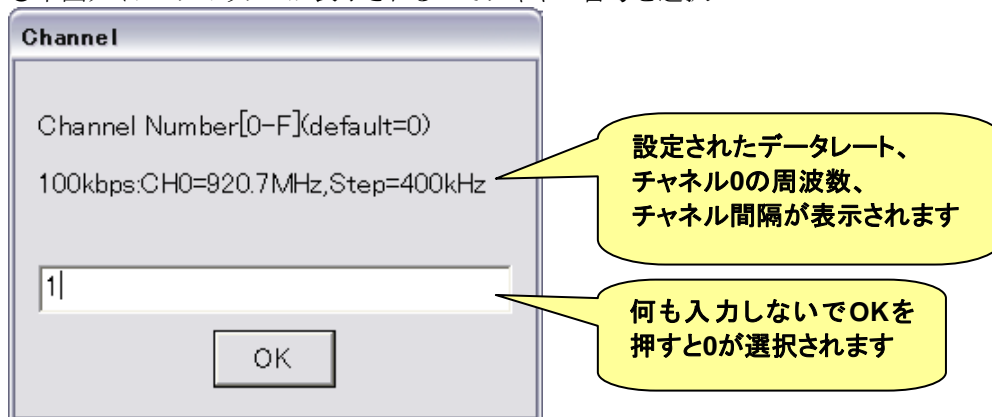 Channel
Channel Number[0-F](default=0)
100kbps:CH0=920.7MHz,Step=400kHz
設定されたデータレート、
チャネル0の周波数、
チャネル間隔が表示されます
1
何も入力しないでOKを
押すと0が選択されます
OK